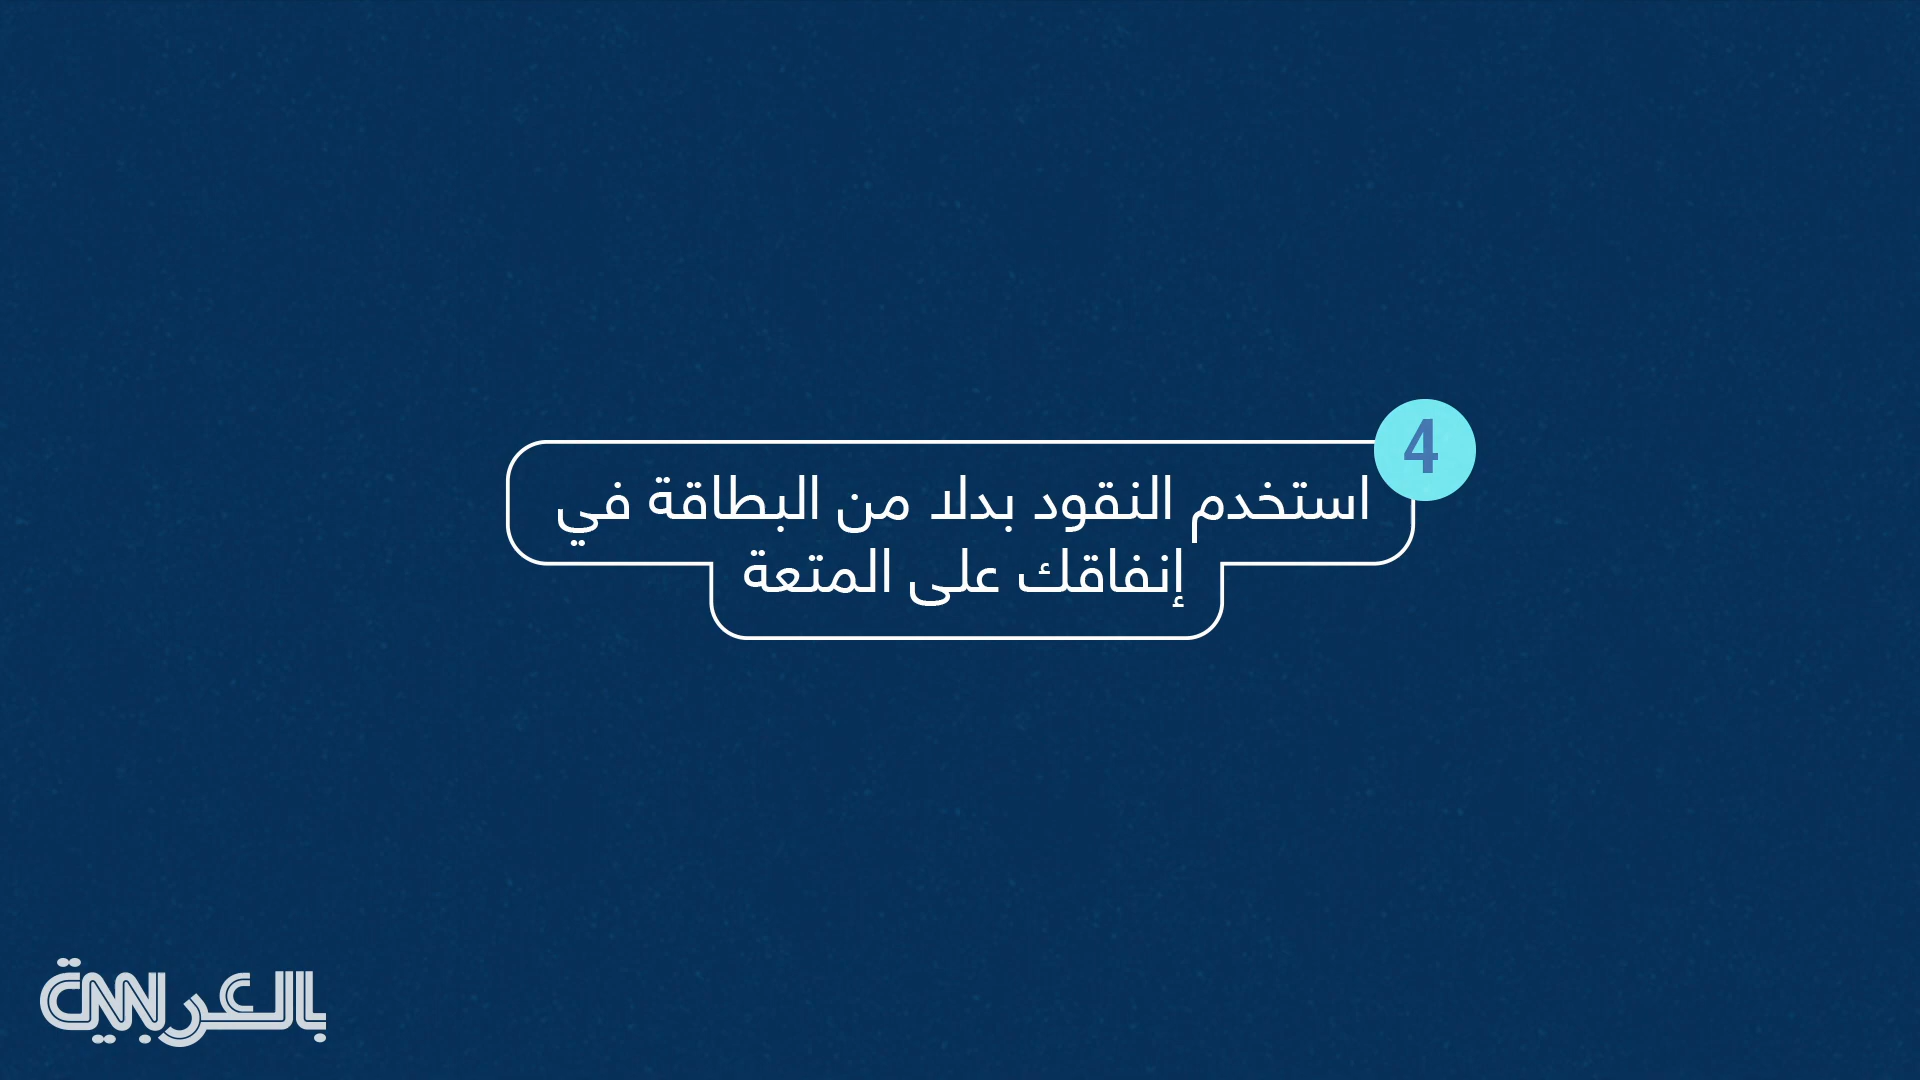 4
استخدم النقود بدلا من البطاقة في
إنفاقك على المتعة
CNN بالعربية